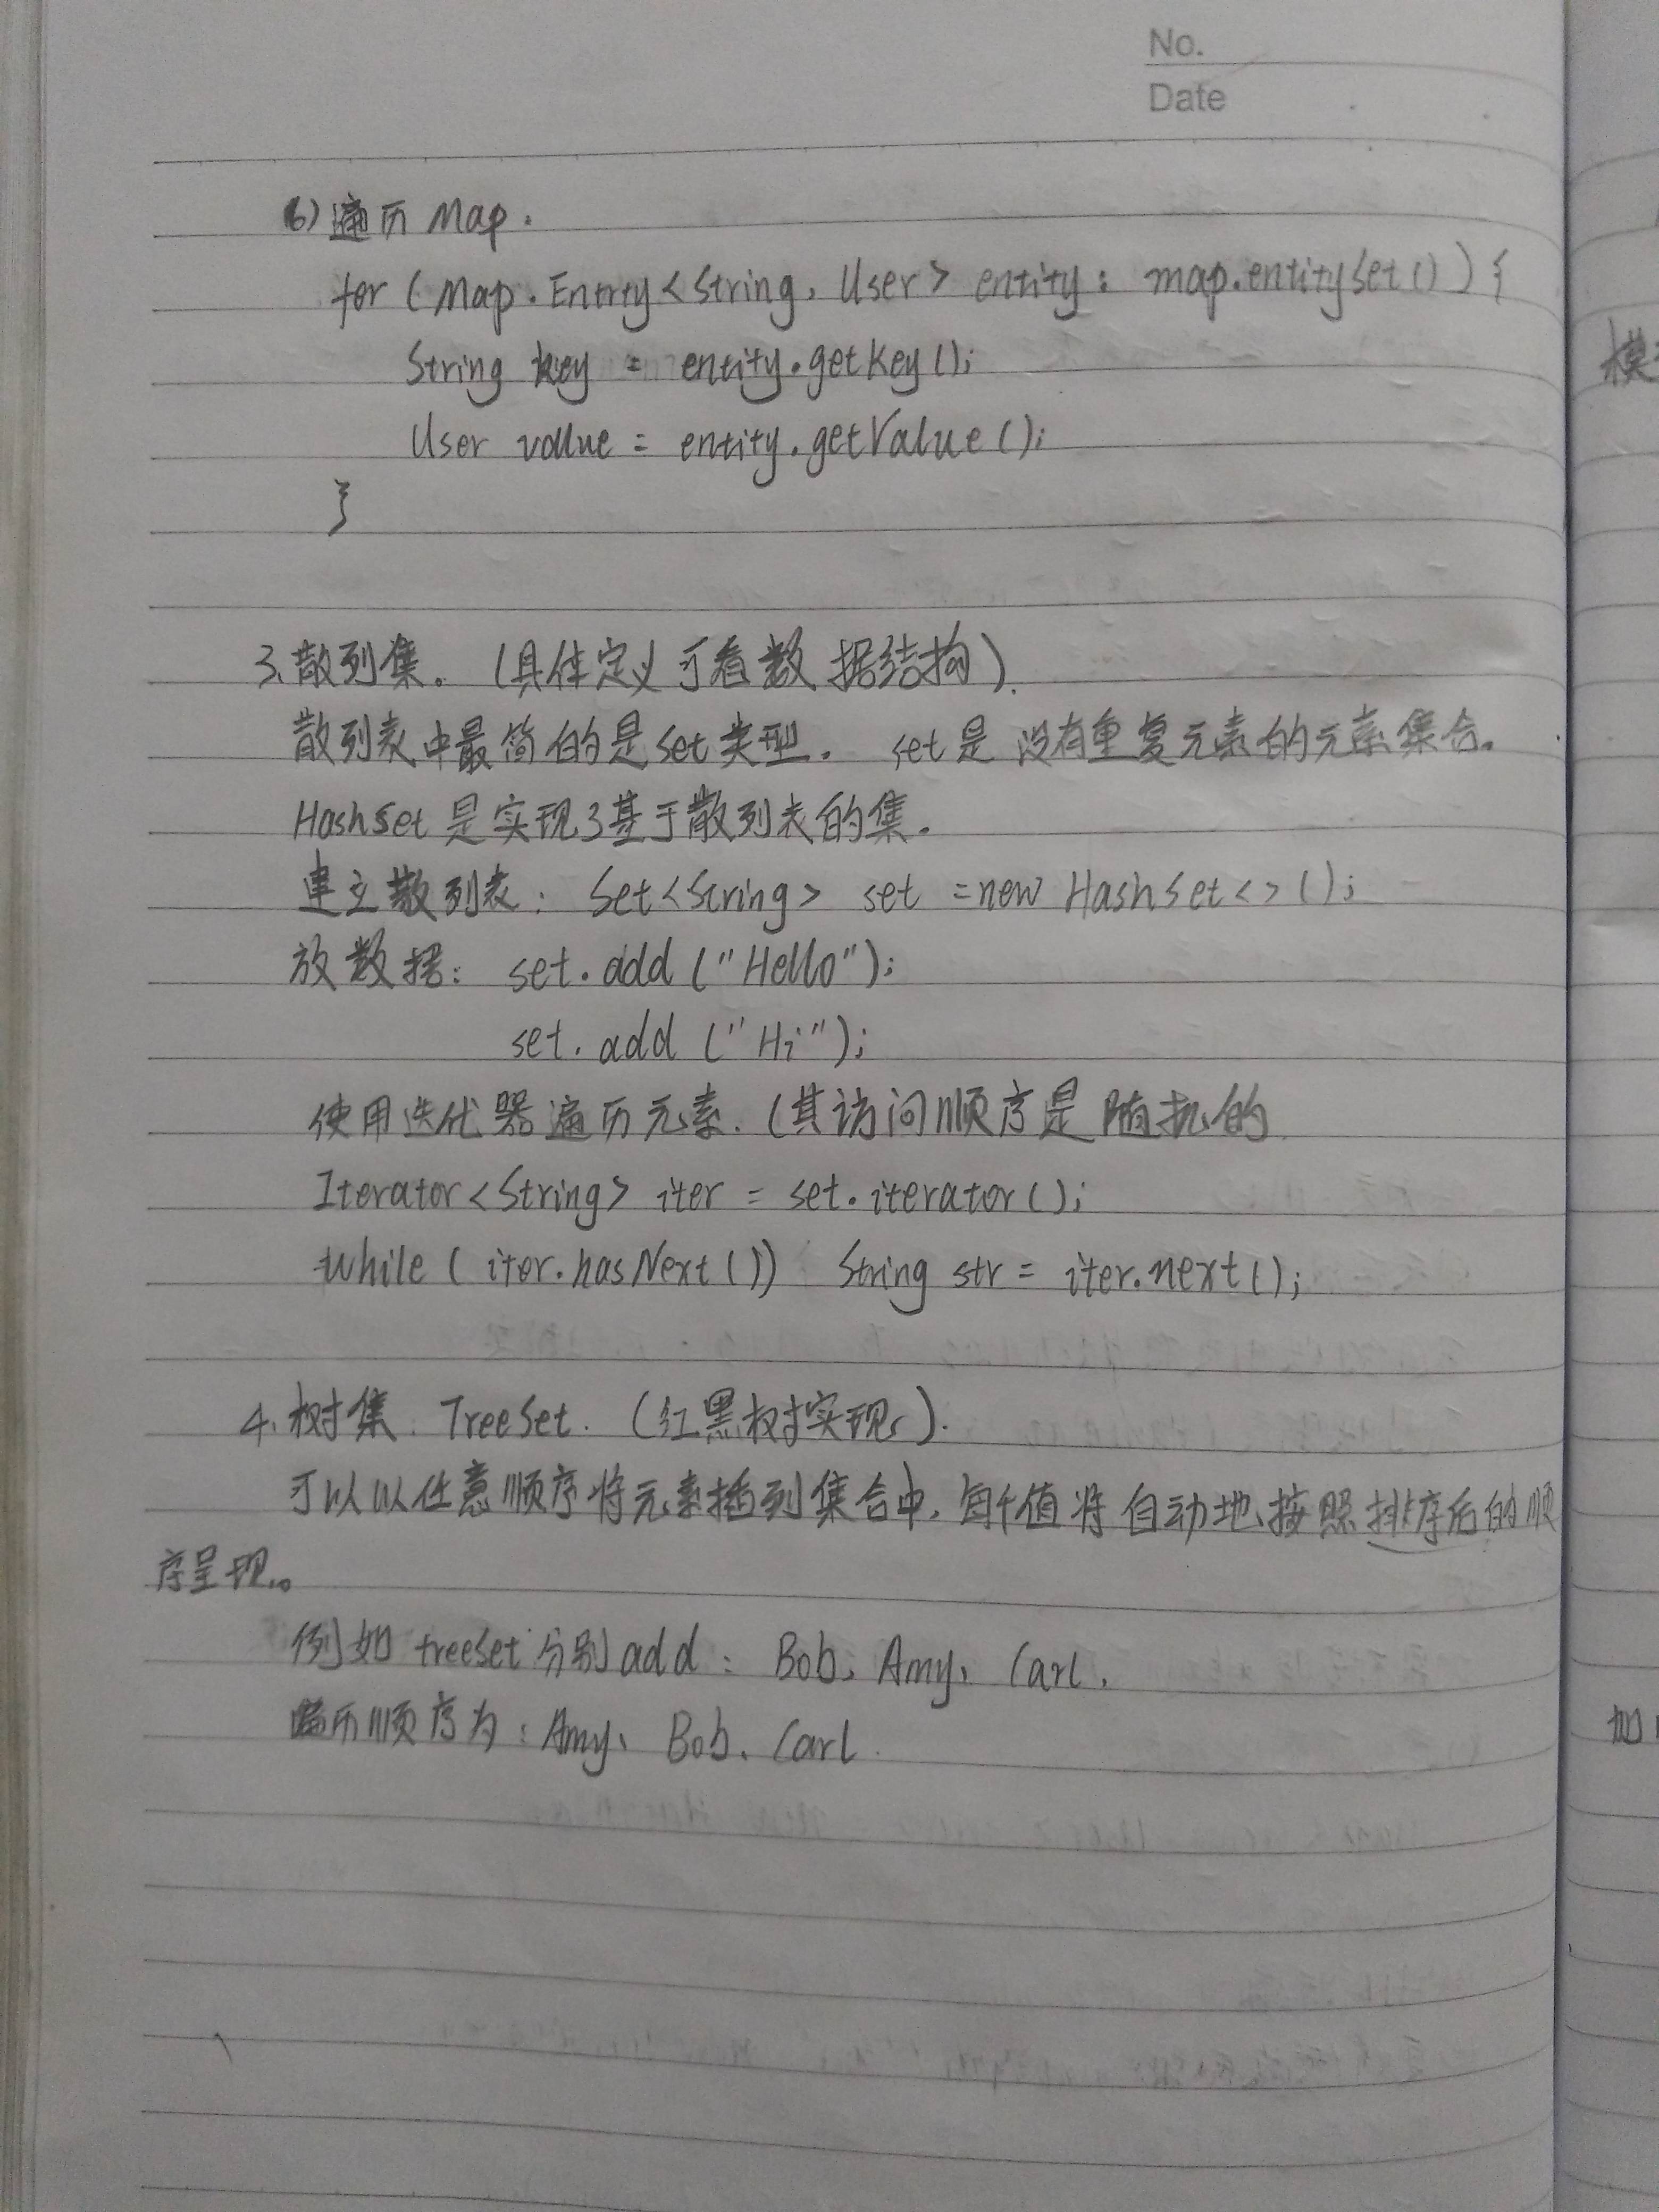 No.
Date
6) 遍历 Map.
for (Map.Entry<String, User> entity: map.entitySet()) {
String key = entity.getKey();
User value = entity.getValue();
}
3、散列集。(具体定义可看数据结构).
散列表中最简的是set类型. set是没有重复元素的元素集合。
HashSet是实现了基于散列表的集。
建立散列表: Set<String> set =new HashSet<>();
放数据: set.add("Hello");
set.add("Hi");
使用迭代器遍历元素.(其访问顺序是随机的
Iterator<String> iter = set.iterator();
while (iter.hasNext()) String str = iter.next();
4、树集. TreeSet. (红黑树实现).
可以以任意顺序将元素插到集合中,每个值将自动地按照排序后的顺
序呈现。
例如 treeSet 分别add: Bob、Amy、Carl.
遍历顺序为: Amy、Bob、Carl.
加